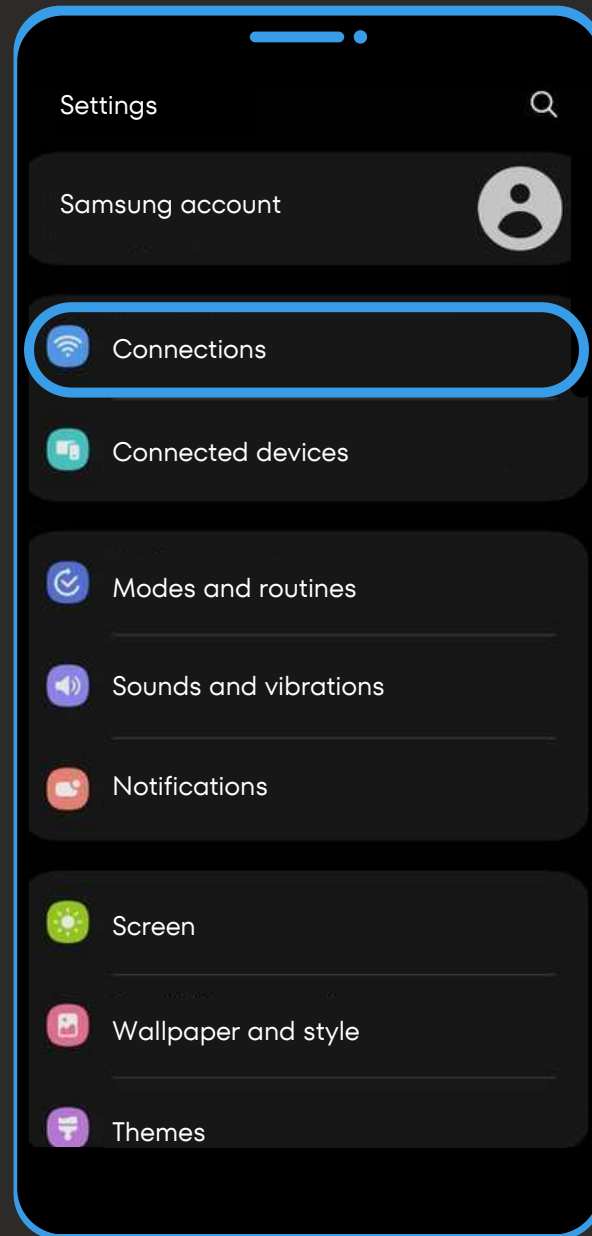 Settings
Samsung account
Connections
Connected devices
Modes and routines
Sounds and vibrations
Notifications
Screen
Wallpaper and style
Themes